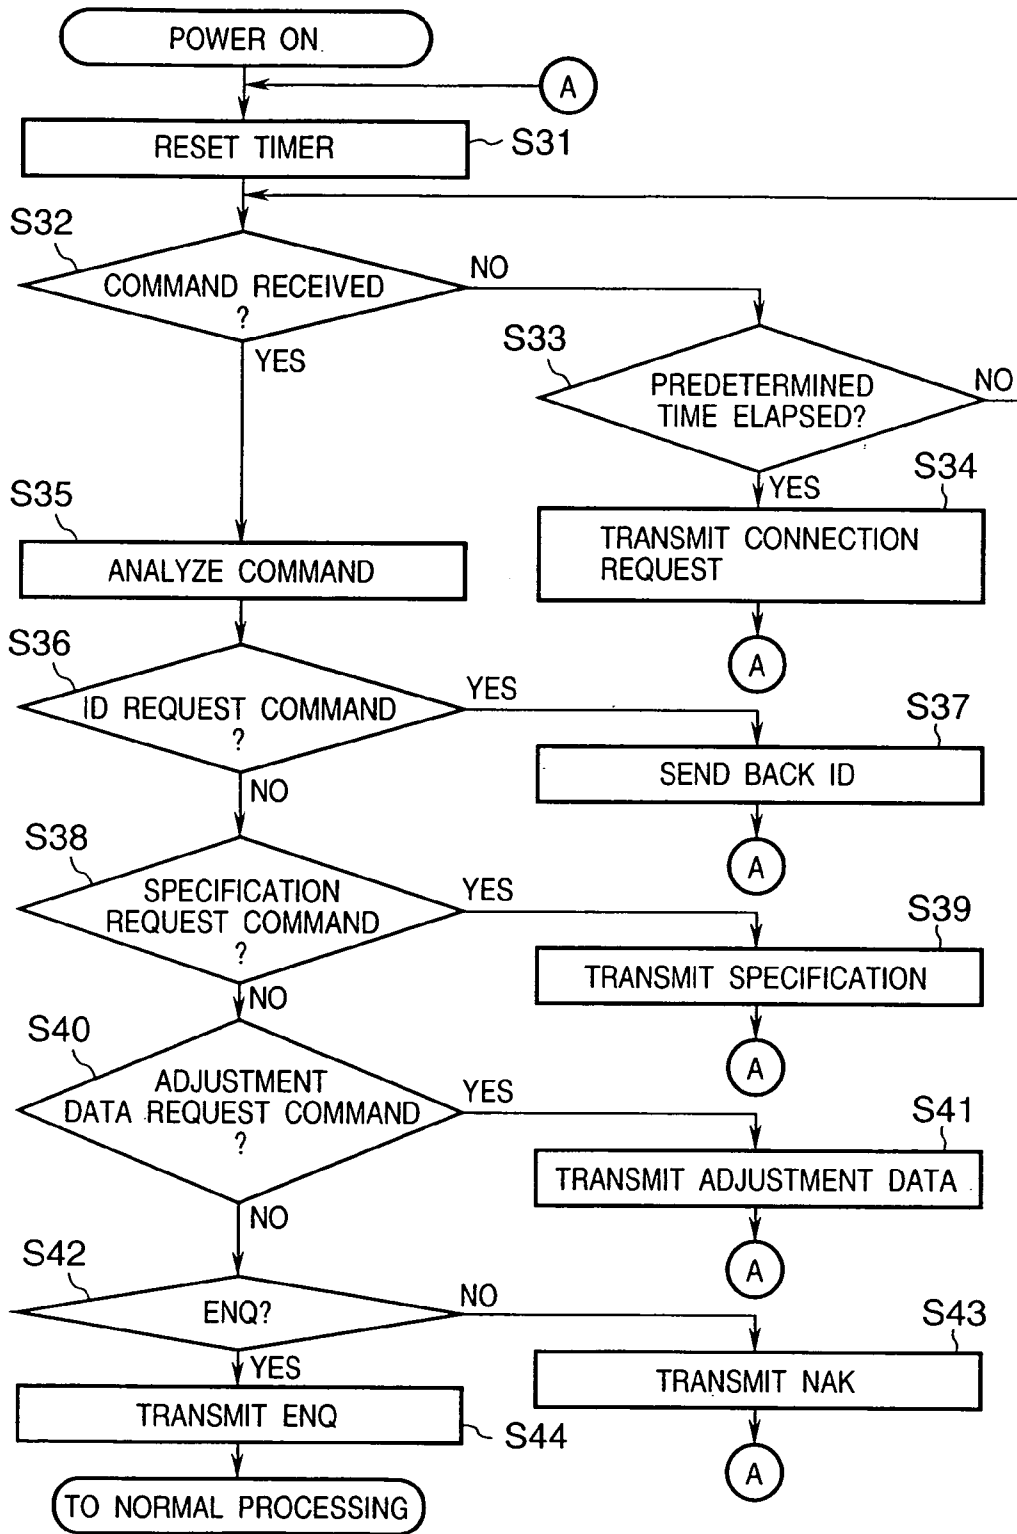 POWER ON
A
RESET TIMER
S31
S32
COMMAND RECEIVED
?
NO
YES
S33
PREDETERMINED
TIME ELAPSED?
NO
YES
S34
TRANSMIT CONNECTION
REQUEST
A
S35
ANALYZE COMMAND
S36
ID REQUEST COMMAND
?
YES
NO
S37
SEND BACK ID
A
S38
SPECIFICATION
REQUEST COMMAND
?
YES
NO
S39
TRANSMIT SPECIFICATION
A
S40
ADJUSTMENT
DATA REQUEST COMMAND
?
YES
NO
S41
TRANSMIT ADJUSTMENT DATA
A
S42
ENQ?
NO
YES
S43
TRANSMIT NAK
A
TRANSMIT ENQ
S44
TO NORMAL PROCESSING